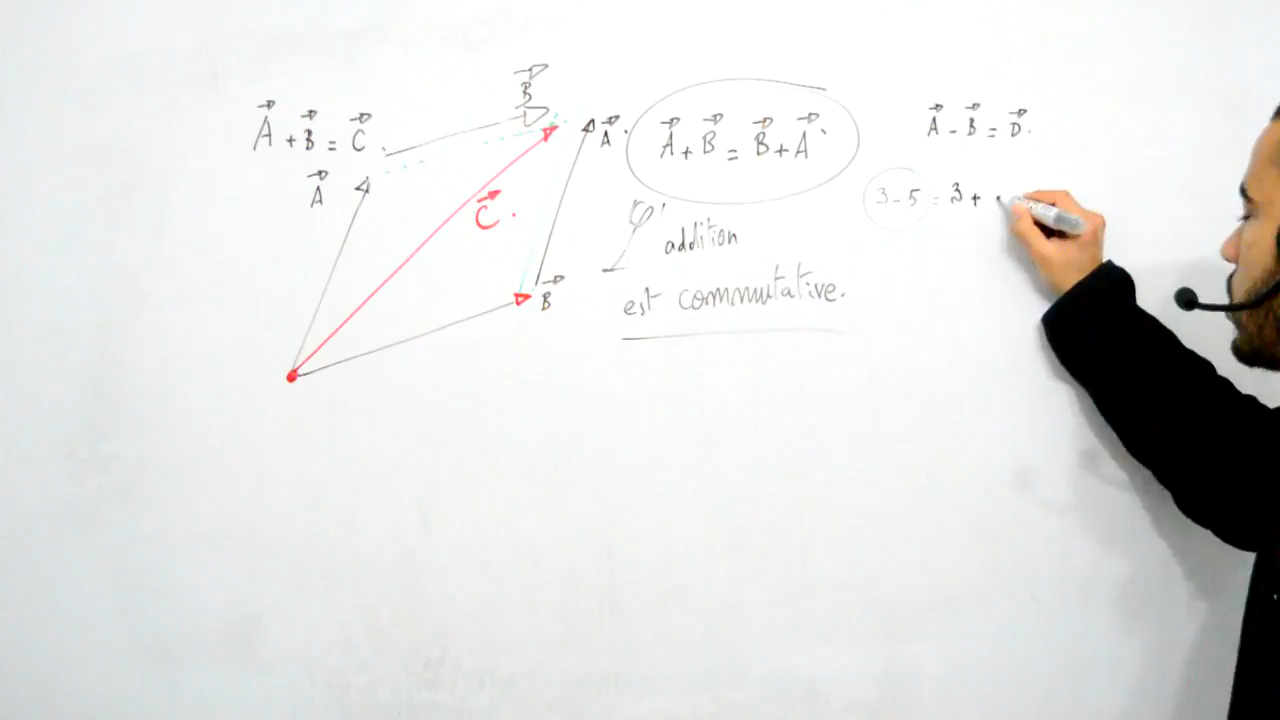 B⃗
A⃗ + B⃗ = C⃗.
A⃗
C⃗.
A⃗.
B⃗
A⃗ + B⃗ = B⃗ + A⃗
addition
est commutative.
A⃗ - B⃗ = D⃗.
3 - 5 = 3 +